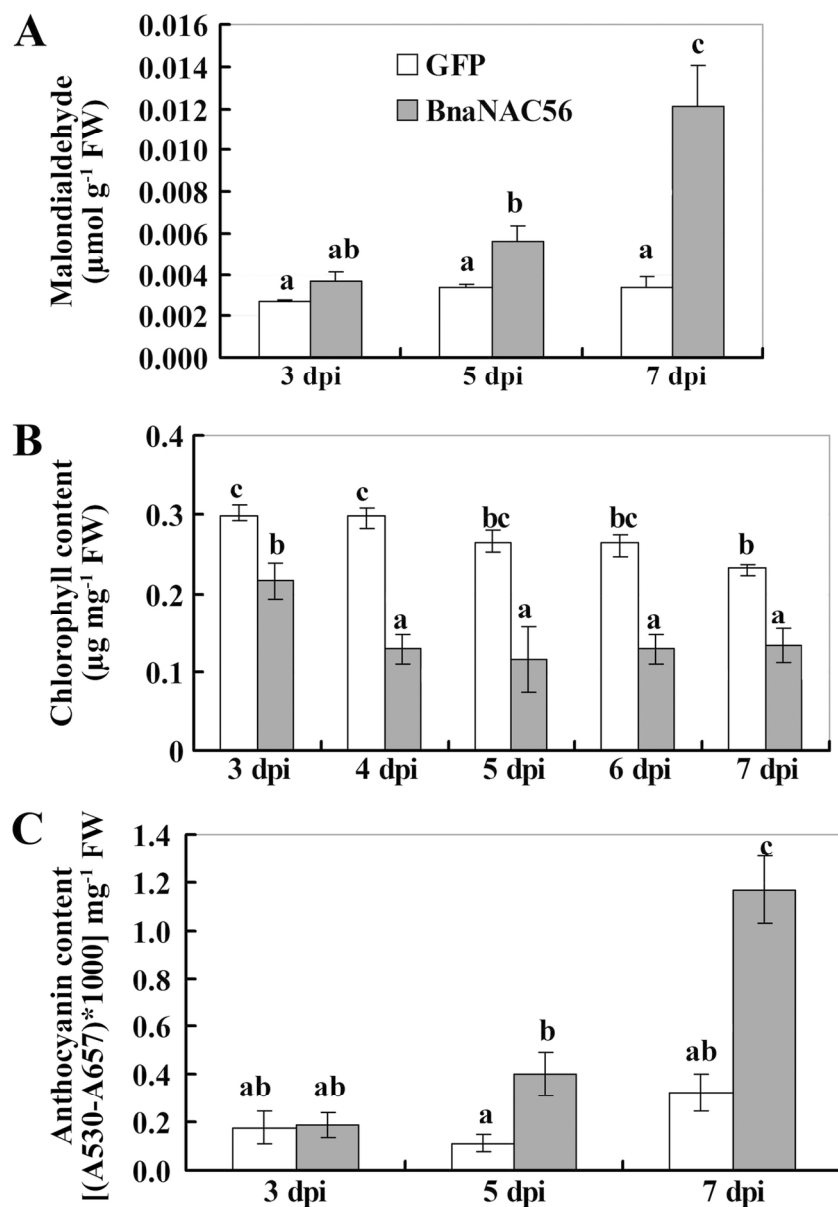 A
Malondialdehyde
(μmol g⁻¹ FW)
0.016
0.014
0.012
0.010
0.008
0.006
0.004
0.002
0.000
GFP
BnaNAC56
a
ab
a
b
a
c
3 dpi
5 dpi
7 dpi
B
Chlorophyll content
(μg mg⁻¹ FW)
0.4
0.3
0.2
0.1
0
c
b
c
a
bc
a
bc
a
b
a
3 dpi
4 dpi
5 dpi
6 dpi
7 dpi
C
Anthocyanin content
[(A530-A657)*1000] mg⁻¹ FW
1.4
1.2
1.0
0.8
0.6
0.4
0.2
0.0
ab
ab
a
b
ab
c
3 dpi
5 dpi
7 dpi